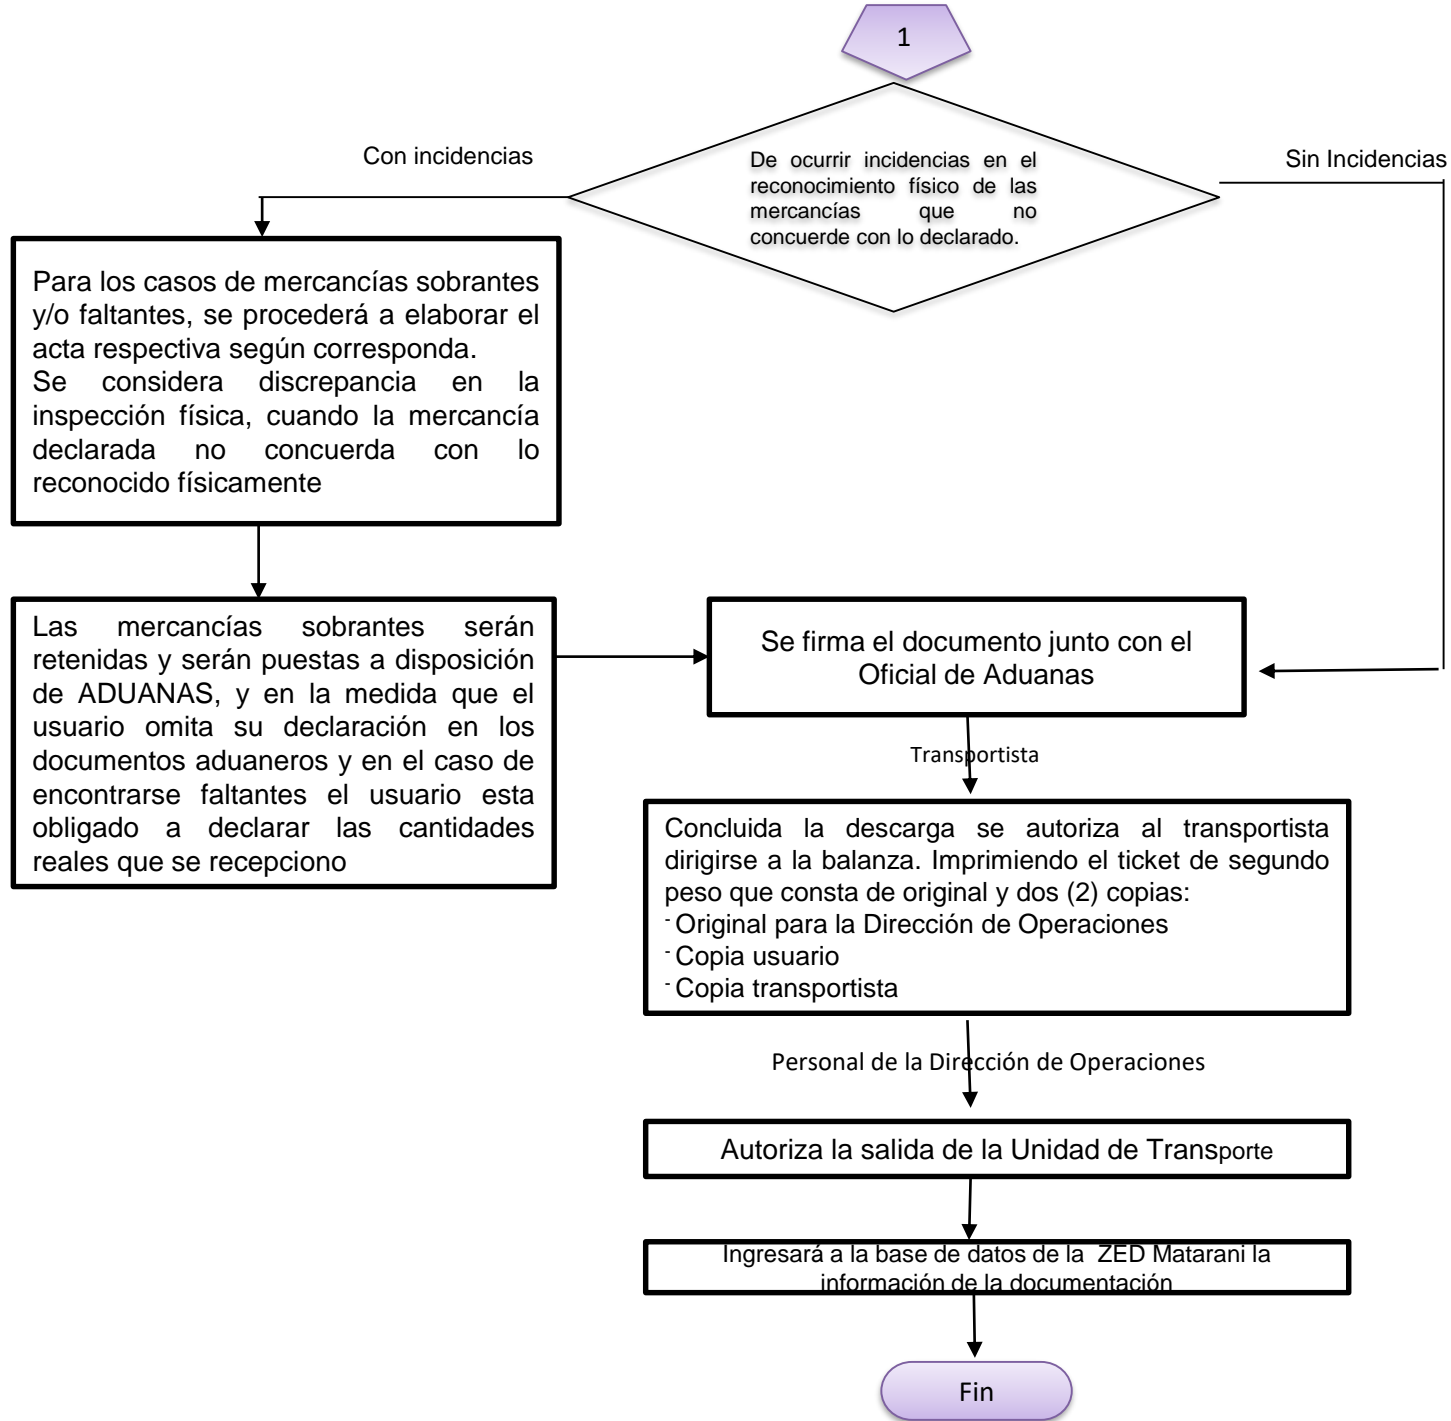 1
De ocurrir incidencias en el
reconocimiento físico de las
mercancías que no
concuerde con lo declarado.
Con incidencias
Sin Incidencias
Para los casos de mercancías sobrantes
y/o faltantes, se procederá a elaborar el
acta respectiva según corresponda.
Se considera discrepancia en la
inspección física, cuando la mercancía
declarada no concuerda con lo
reconocido físicamente
Las mercancías sobrantes serán
retenidas y serán puestas a disposición
de ADUANAS, y en la medida que el
usuario omita su declaración en los
documentos aduaneros y en el caso de
encontrarse faltantes el usuario esta
obligado a declarar las cantidades
reales que se recepciono
Se firma el documento junto con el
Oficial de Aduanas
Transportista
Concluida la descarga se autoriza al transportista
dirigirse a la balanza. Imprimiendo el ticket de segundo
peso que consta de original y dos (2) copias:
- Original para la Dirección de Operaciones
- Copia usuario
- Copia transportista
Personal de la Dirección de Operaciones
Autoriza la salida de la Unidad de Transporte
Ingresará a la base de datos de la ZED Matarani la
información de la documentación
Fin